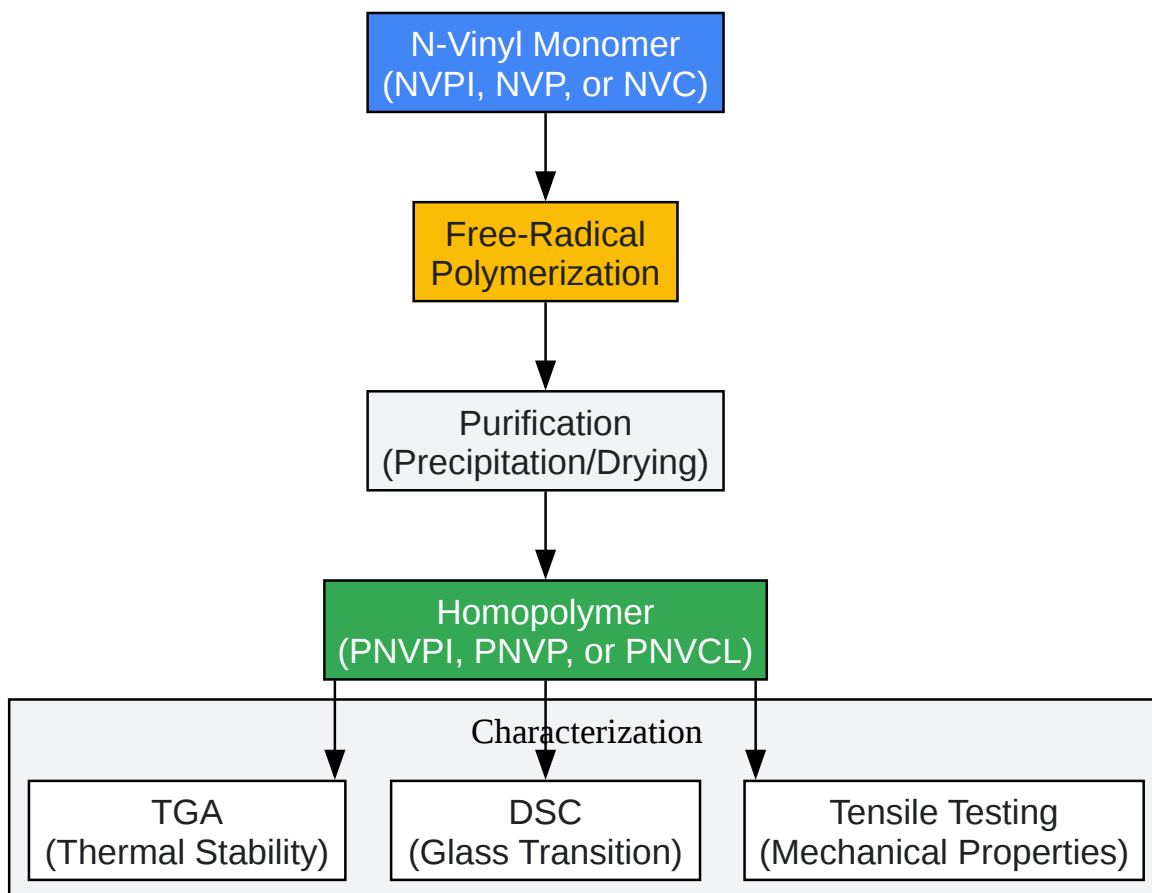 N-Vinyl Monomer
(NVPI, NVP, or NVC)
Free-Radical
Polymerization
Purification
(Precipitation/Drying)
Homopolymer
(PNVPI, PNVP, or PNVCL)
Characterization
TGA
(Thermal Stability)
DSC
(Glass Transition)
Tensile Testing
(Mechanical Properties)